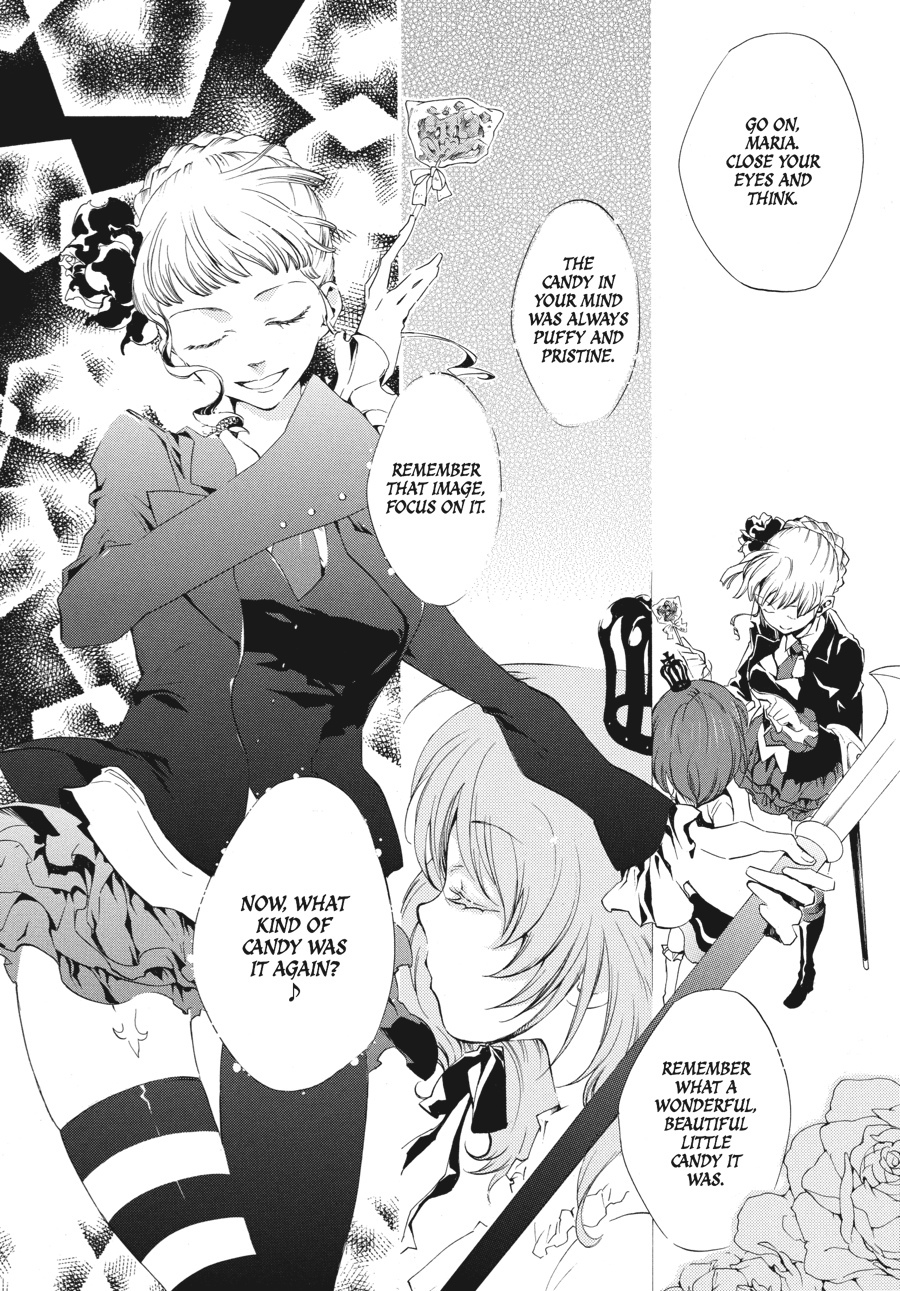 GO ON,
MARIA.
CLOSE YOUR
EYES AND
THINK.
THE
CANDY IN
YOUR MIND
WAS ALWAYS
PUFFY AND
PRISTINE.
REMEMBER
THAT IMAGE,
FOCUS ON IT.
REMEMBER
WHAT A
WONDERFUL,
BEAUTIFUL
LITTLE
CANDY IT
WAS.
NOW, WHAT
KIND OF
CANDY WAS
IT AGAIN?
♪